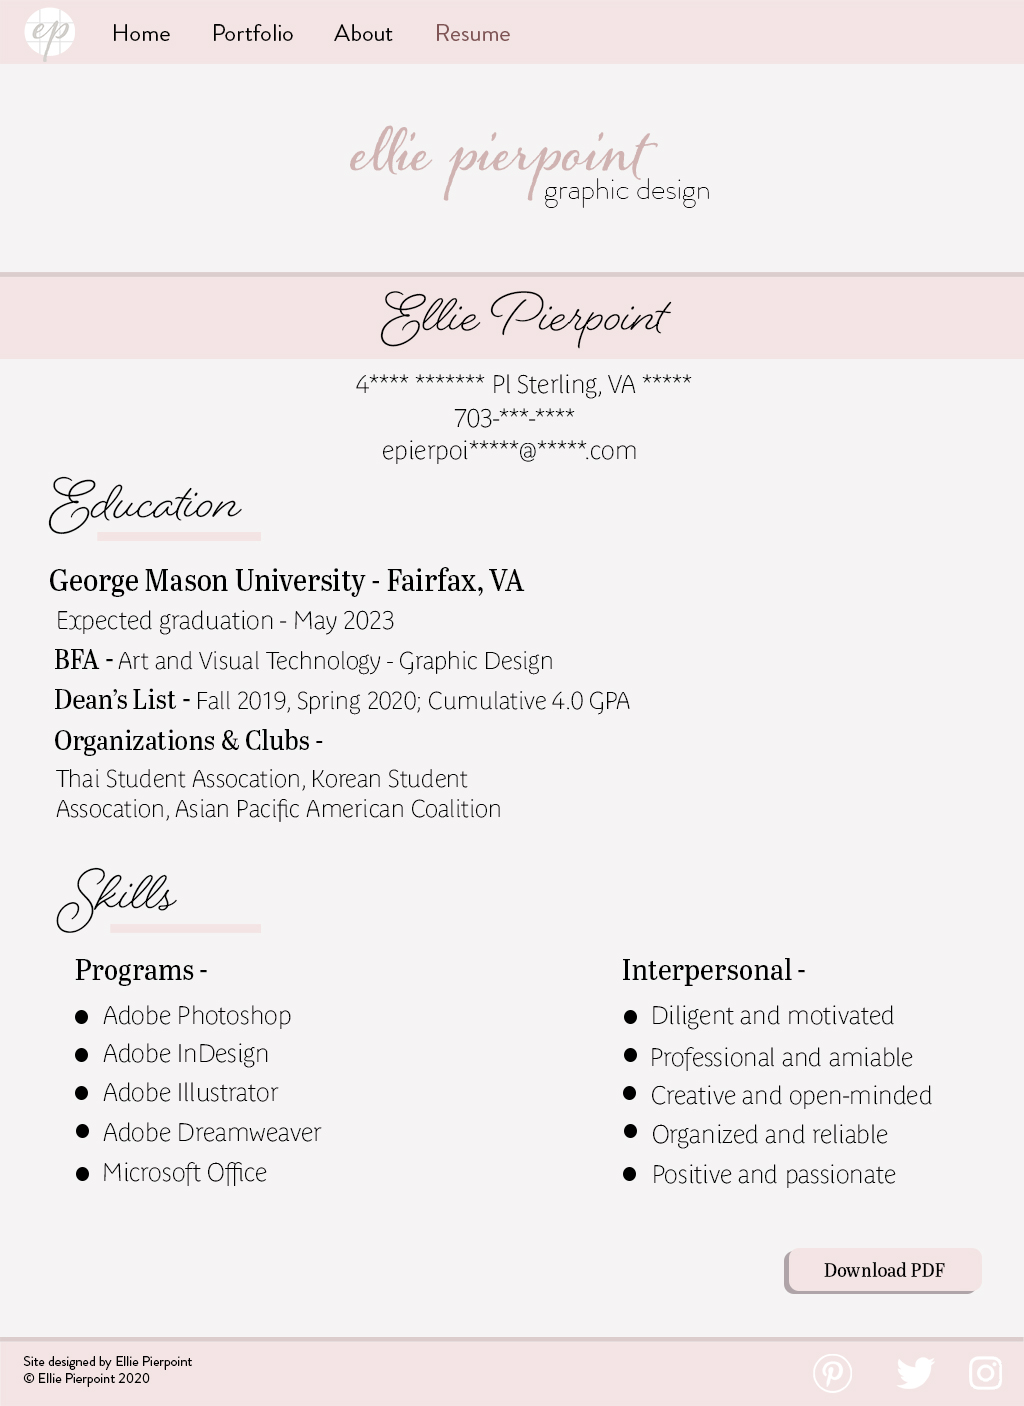 ep
Home Portfolio About Resume
ellie pierpoint
graphic design
Ellie Pierpoint
4**** ******* Pl Sterling, VA *****
703-***-****
epierpoi*****@*****.com
Education
George Mason University - Fairfax, VA
Expected graduation - May 2023
BFA - Art and Visual Technology - Graphic Design
Dean's List - Fall 2019, Spring 2020; Cumulative 4.0 GPA
Organizations & Clubs -
Thai Student Assocation, Korean Student
Assocation, Asian Pacific American Coalition
Skills
Programs -
Adobe Photoshop
Adobe InDesign
Adobe Illustrator
Adobe Dreamweaver
Microsoft Office
Interpersonal -
Diligent and motivated
Professional and amiable
Creative and open-minded
Organized and reliable
Positive and passionate
Download PDF
Site designed by Ellie Pierpoint
© Ellie Pierpoint 2020